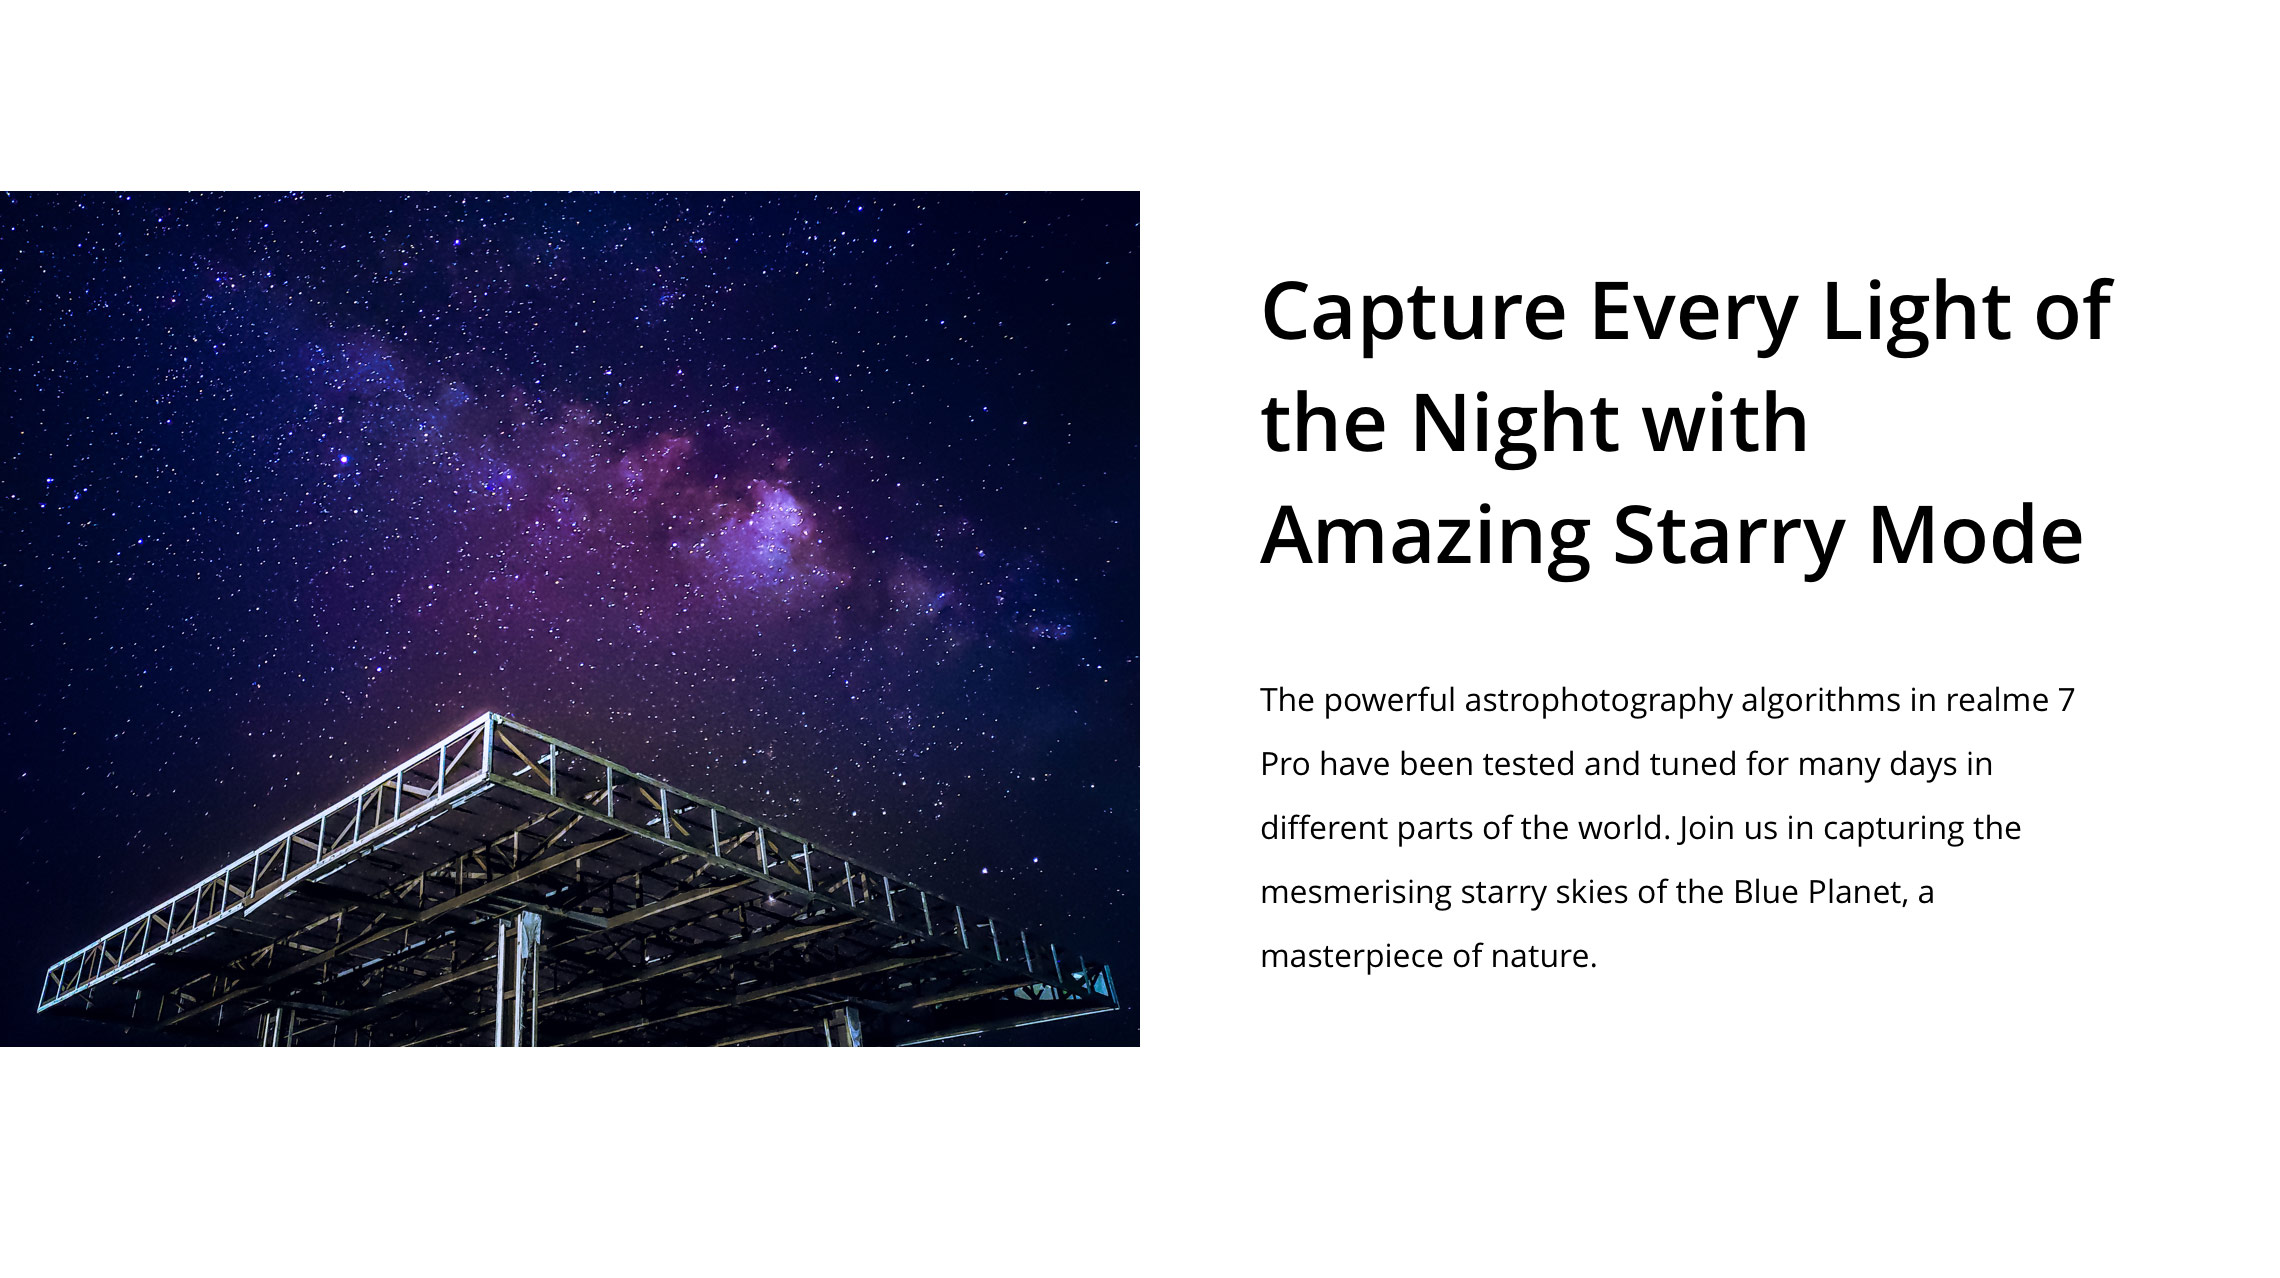 Capture Every Light of
the Night with
Amazing Starry Mode
The powerful astrophotography algorithms in realme 7
Pro have been tested and tuned for many days in
different parts of the world. Join us in capturing the
mesmerising starry skies of the Blue Planet, a
masterpiece of nature.